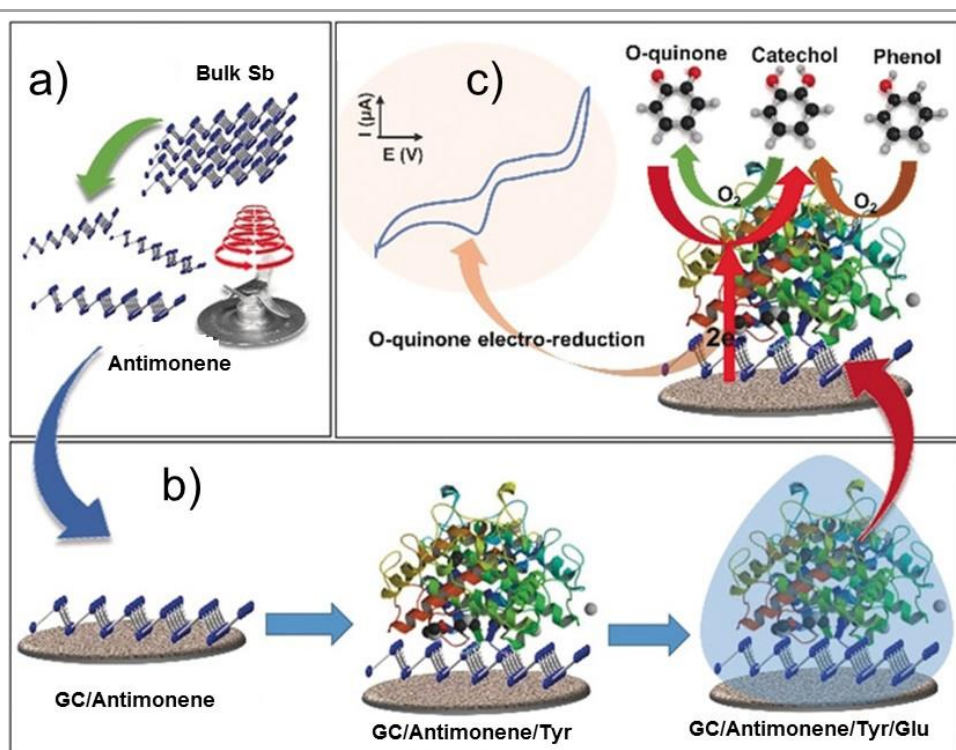 a)
Bulk Sb
Antimonene
c)
O-quinone Catechol Phenol
I (µA)
E (V)
O₂ O₂
O-quinone electro-reduction
2e
b)
GC/Antimonene
GC/Antimonene/Tyr
GC/Antimonene/Tyr/Glu